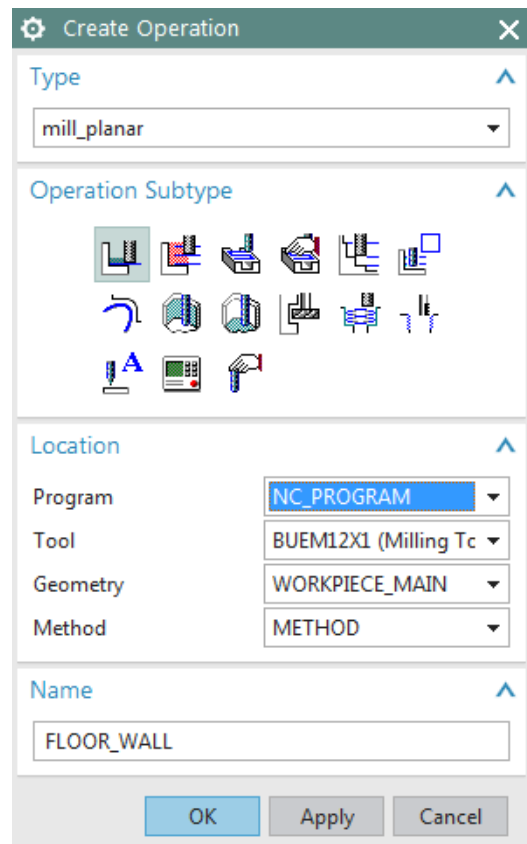 Create Operation
Type
mill_planar
Operation Subtype
A
Location
Program NC_PROGRAM
Tool BUEM12X1 (Milling Tc
Geometry WORKPIECE_MAIN
Method METHOD
Name
FLOOR_WALL
OK Apply Cancel